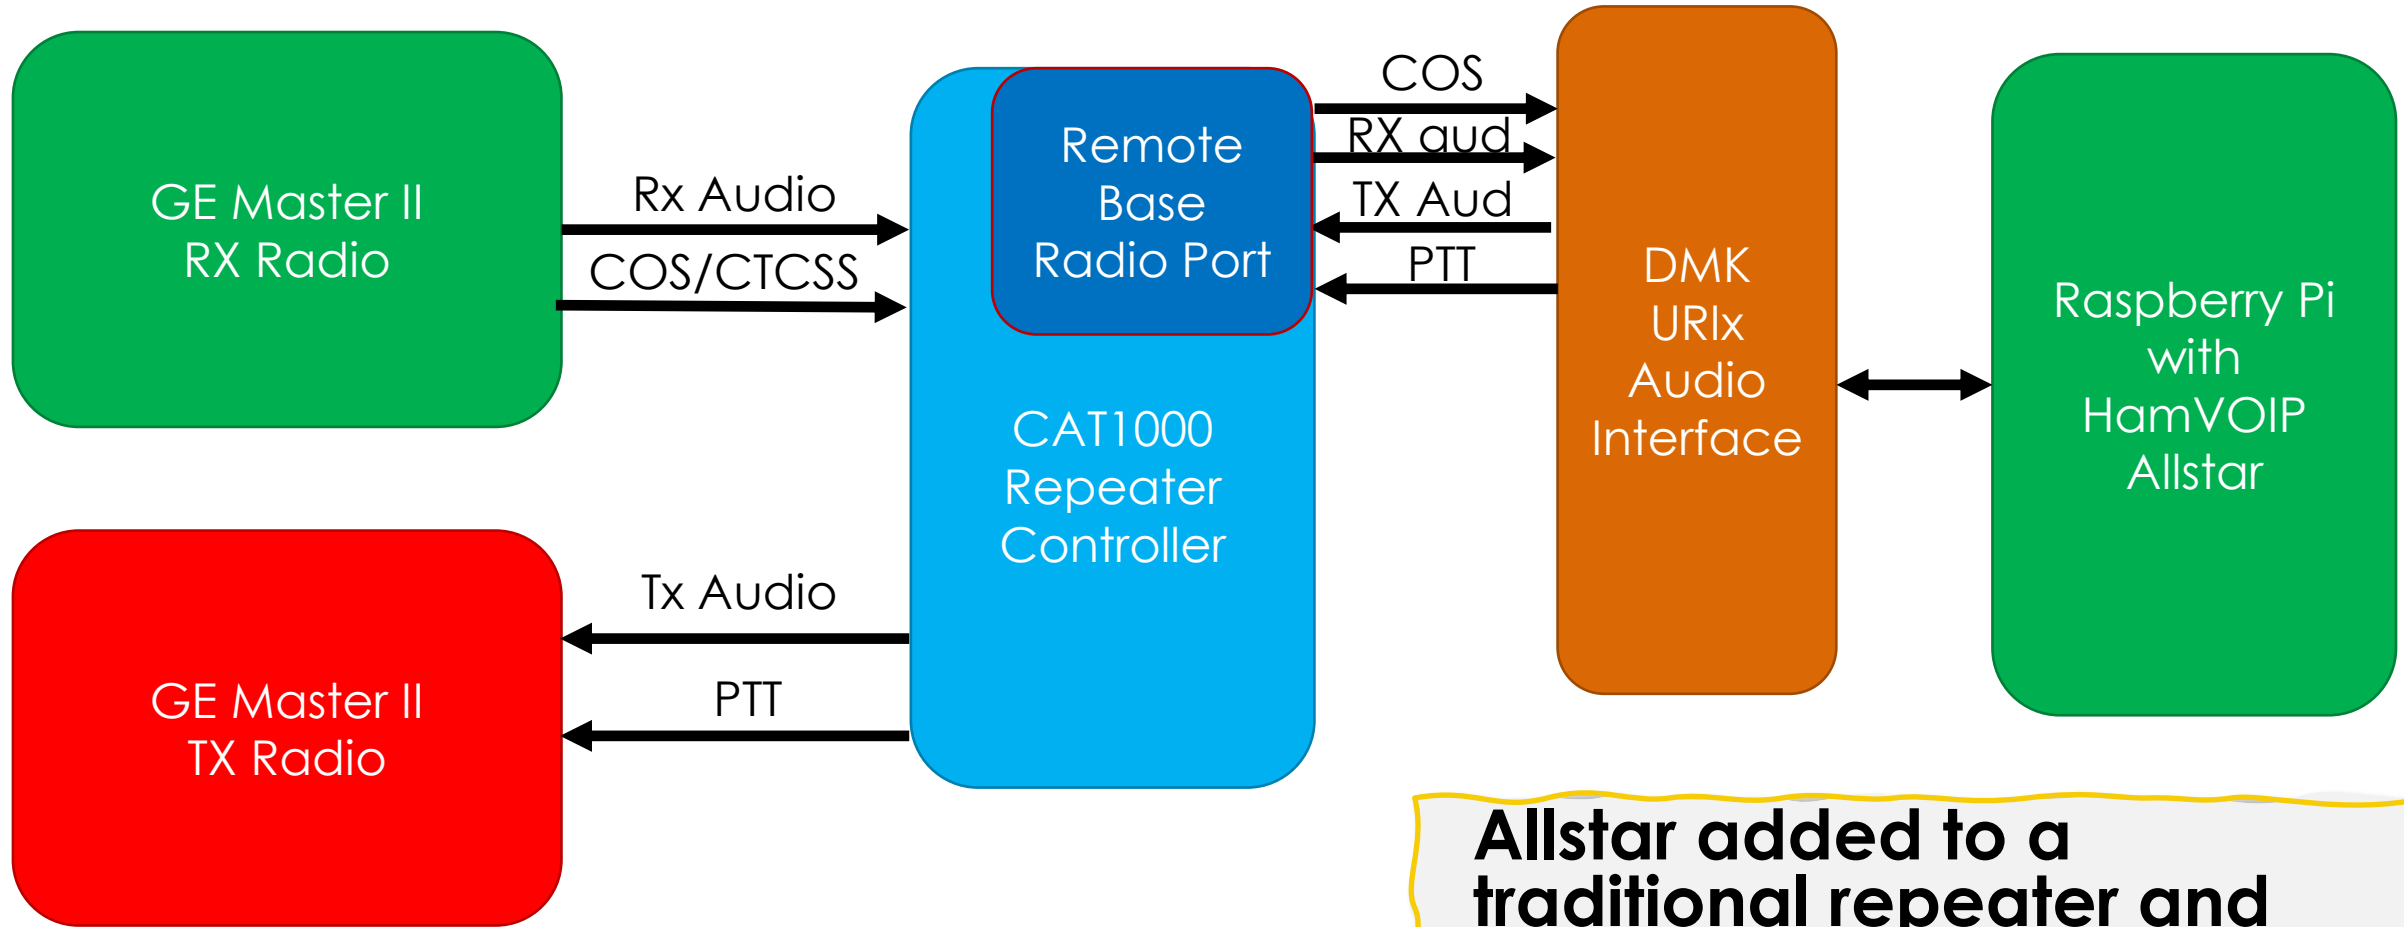 GE Master II
RX Radio
Rx Audio
COS/CTCSS
Remote
Base
Radio Port
COS
RX aud
TX Aud
PTT
DMK
URIx
Audio
Interface
Raspberry Pi
with
HamVOIP
Allstar
CAT1000
Repeater
Controller
GE Master II
TX Radio
Tx Audio
PTT
Allstar added to a
traditional repeater and